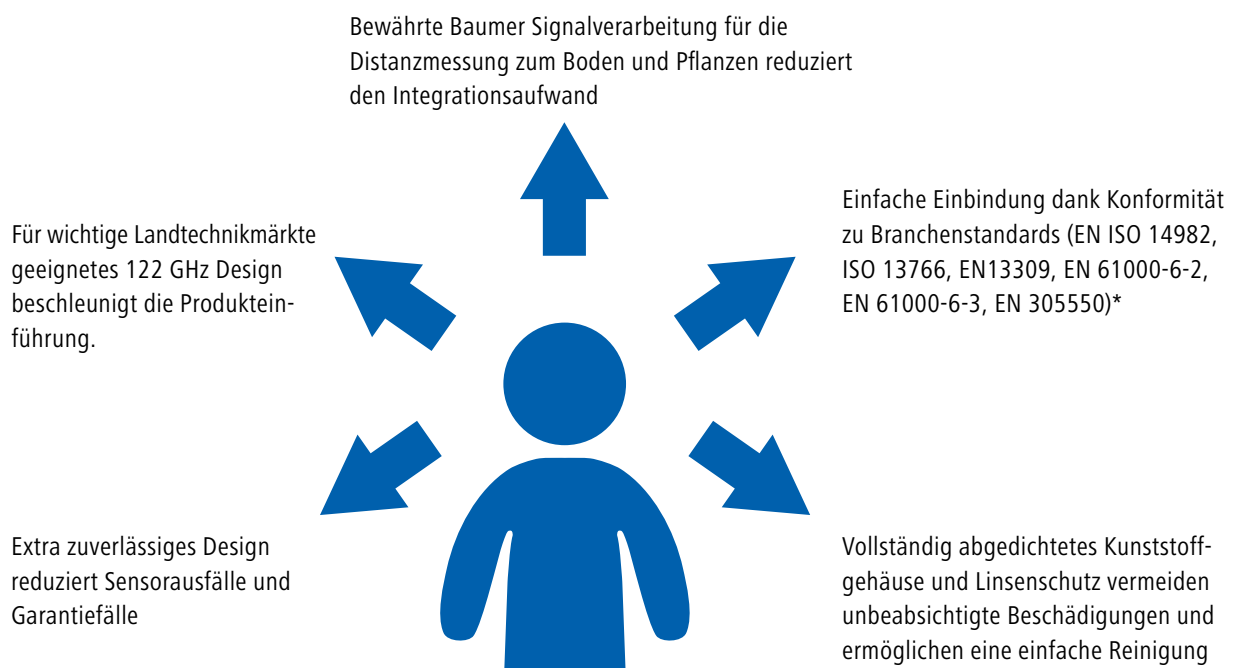 Bewährte Baumer Signalverarbeitung für die
Distanzmessung zum Boden und Pflanzen reduziert
den Integrationsaufwand
Für wichtige Landtechnikmärkte
geeignetes 122 GHz Design
beschleunigt die Produktein-
führung.
Einfache Einbindung dank Konformität
zu Branchenstandards (EN ISO 14982,
ISO 13766, EN13309, EN 61000-6-2,
EN 61000-6-3, EN 305550)*
Extra zuverlässiges Design
reduziert Sensorausfälle und
Garantiefälle
Vollständig abgedichtetes Kunststoff-
gehäuse und Linsenschutz vermeiden
unbeabsichtigte Beschädigungen und
ermöglichen eine einfache Reinigung